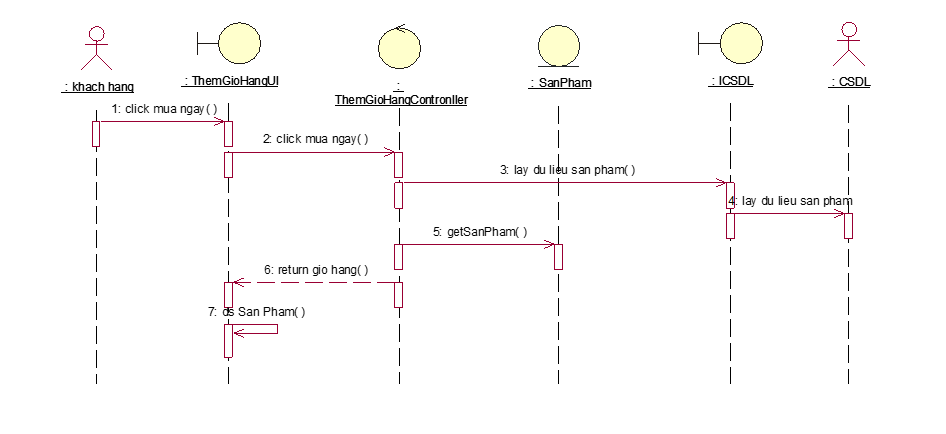 : khach hang
: ThemGioHangUI
:
ThemGioHangContronller
: SanPham
: ICSDL
: CSDL
1: click mua ngay( )
2: click mua ngay( )
3: lay du lieu san pham( )
4: lay du lieu san pham
5: getSanPham( )
6: return gio hang( )
7: ds San Pham( )